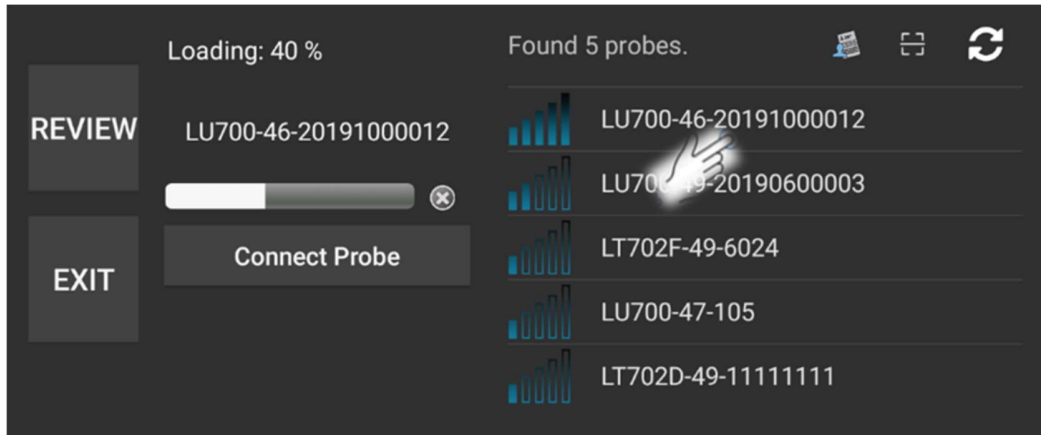 REVIEW
EXIT
Loading: 40 %
LU700-46-20191000012
Connect Probe
Found 5 probes.
LU700-46-20191000012
LU700-49-20190600003
LT702F-49-6024
LU700-47-105
LT702D-49-11111111